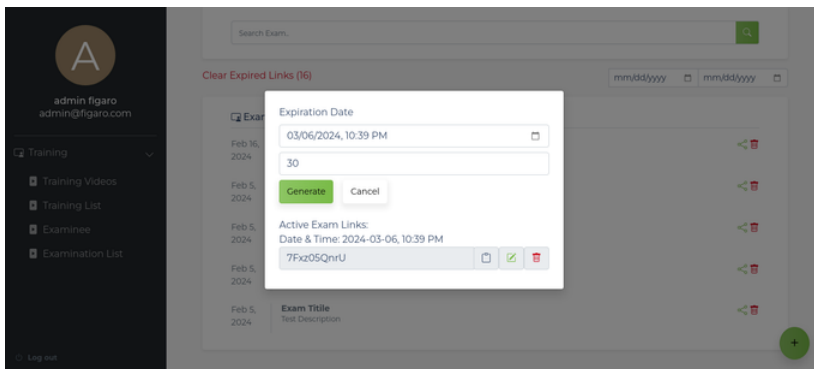 A
admin figaro
admin@figaro.com
Training
Training Videos
Training List
Examinee
Examination List
Log out
Search Exam..
Clear Expired Links (16)
mm/dd/yyyy
mm/dd/yyyy
Exar
Feb 16, 2024
Feb 5, 2024
Feb 5, 2024
Feb 5, 2024
Feb 5, 2024
Exam Titile
Test Description
+
Expiration Date
03/06/2024, 10:39 PM
30
Generate Cancel
Active Exam Links:
Date & Time: 2024-03-06, 10:39 PM
7Fxz05QnrU